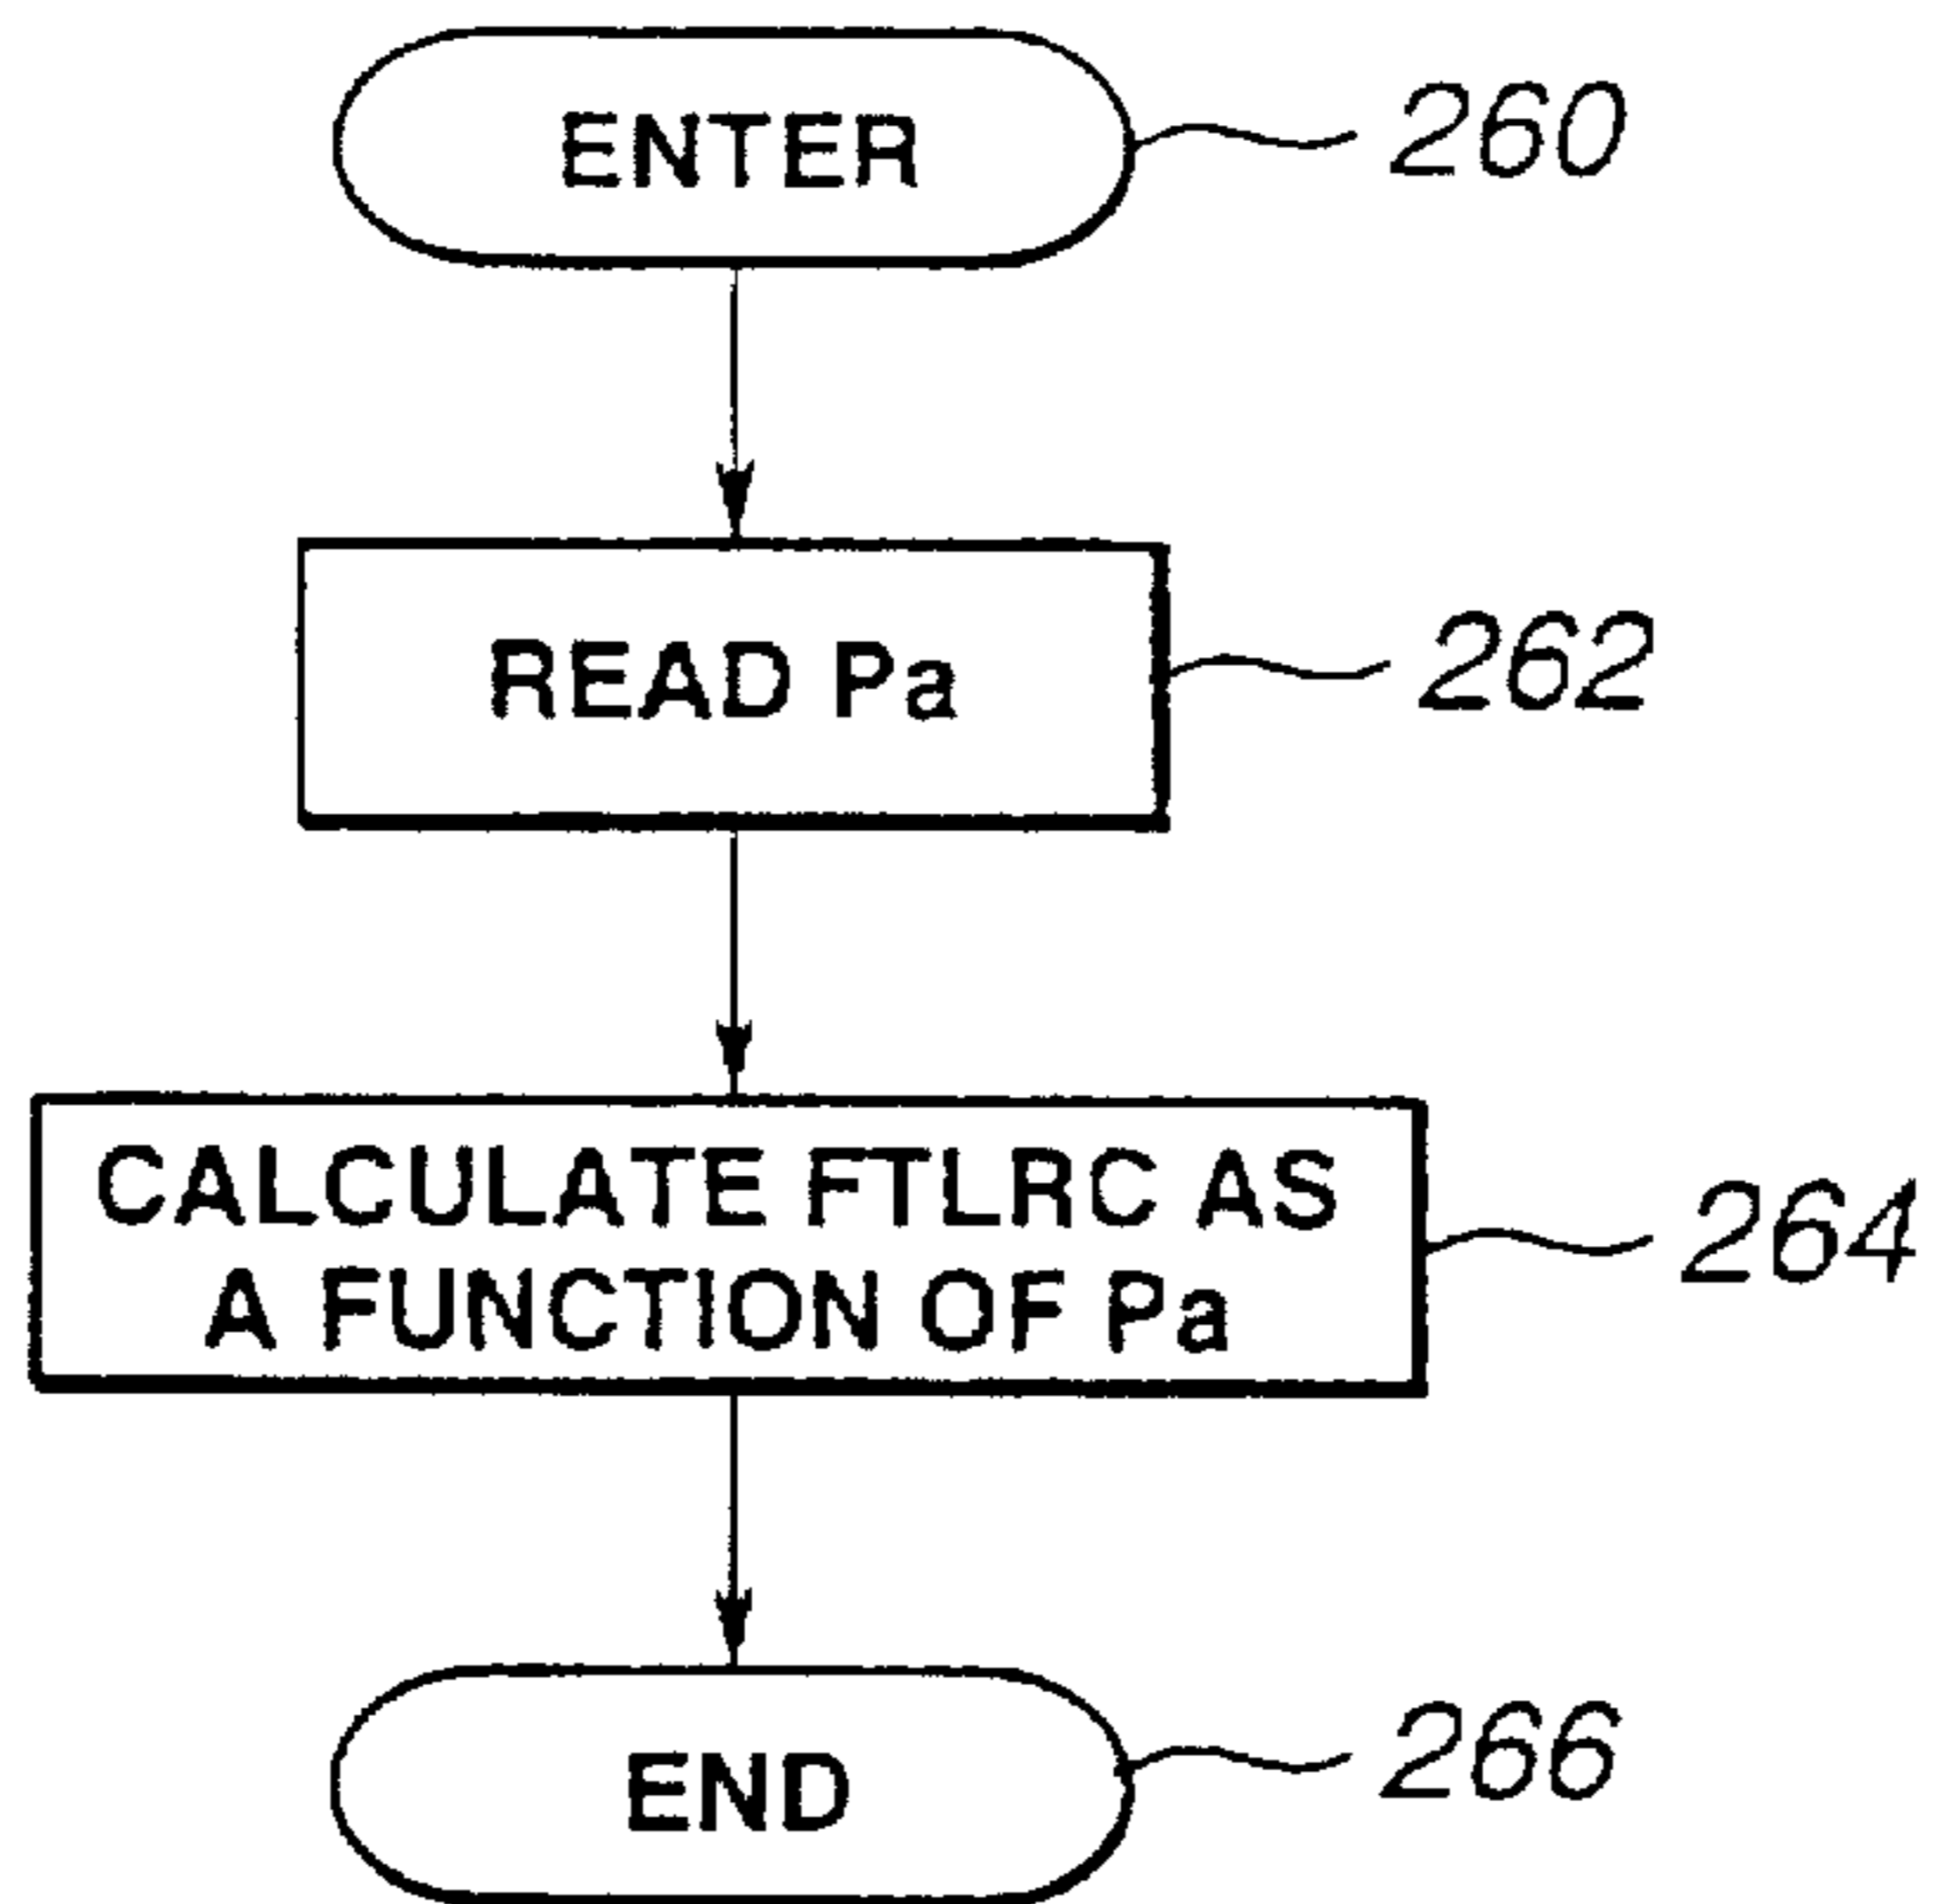 ENTER
260
READ Pa
262
CALCULATE FTLRC AS
A FUNCTION OF Pa
264
END
266